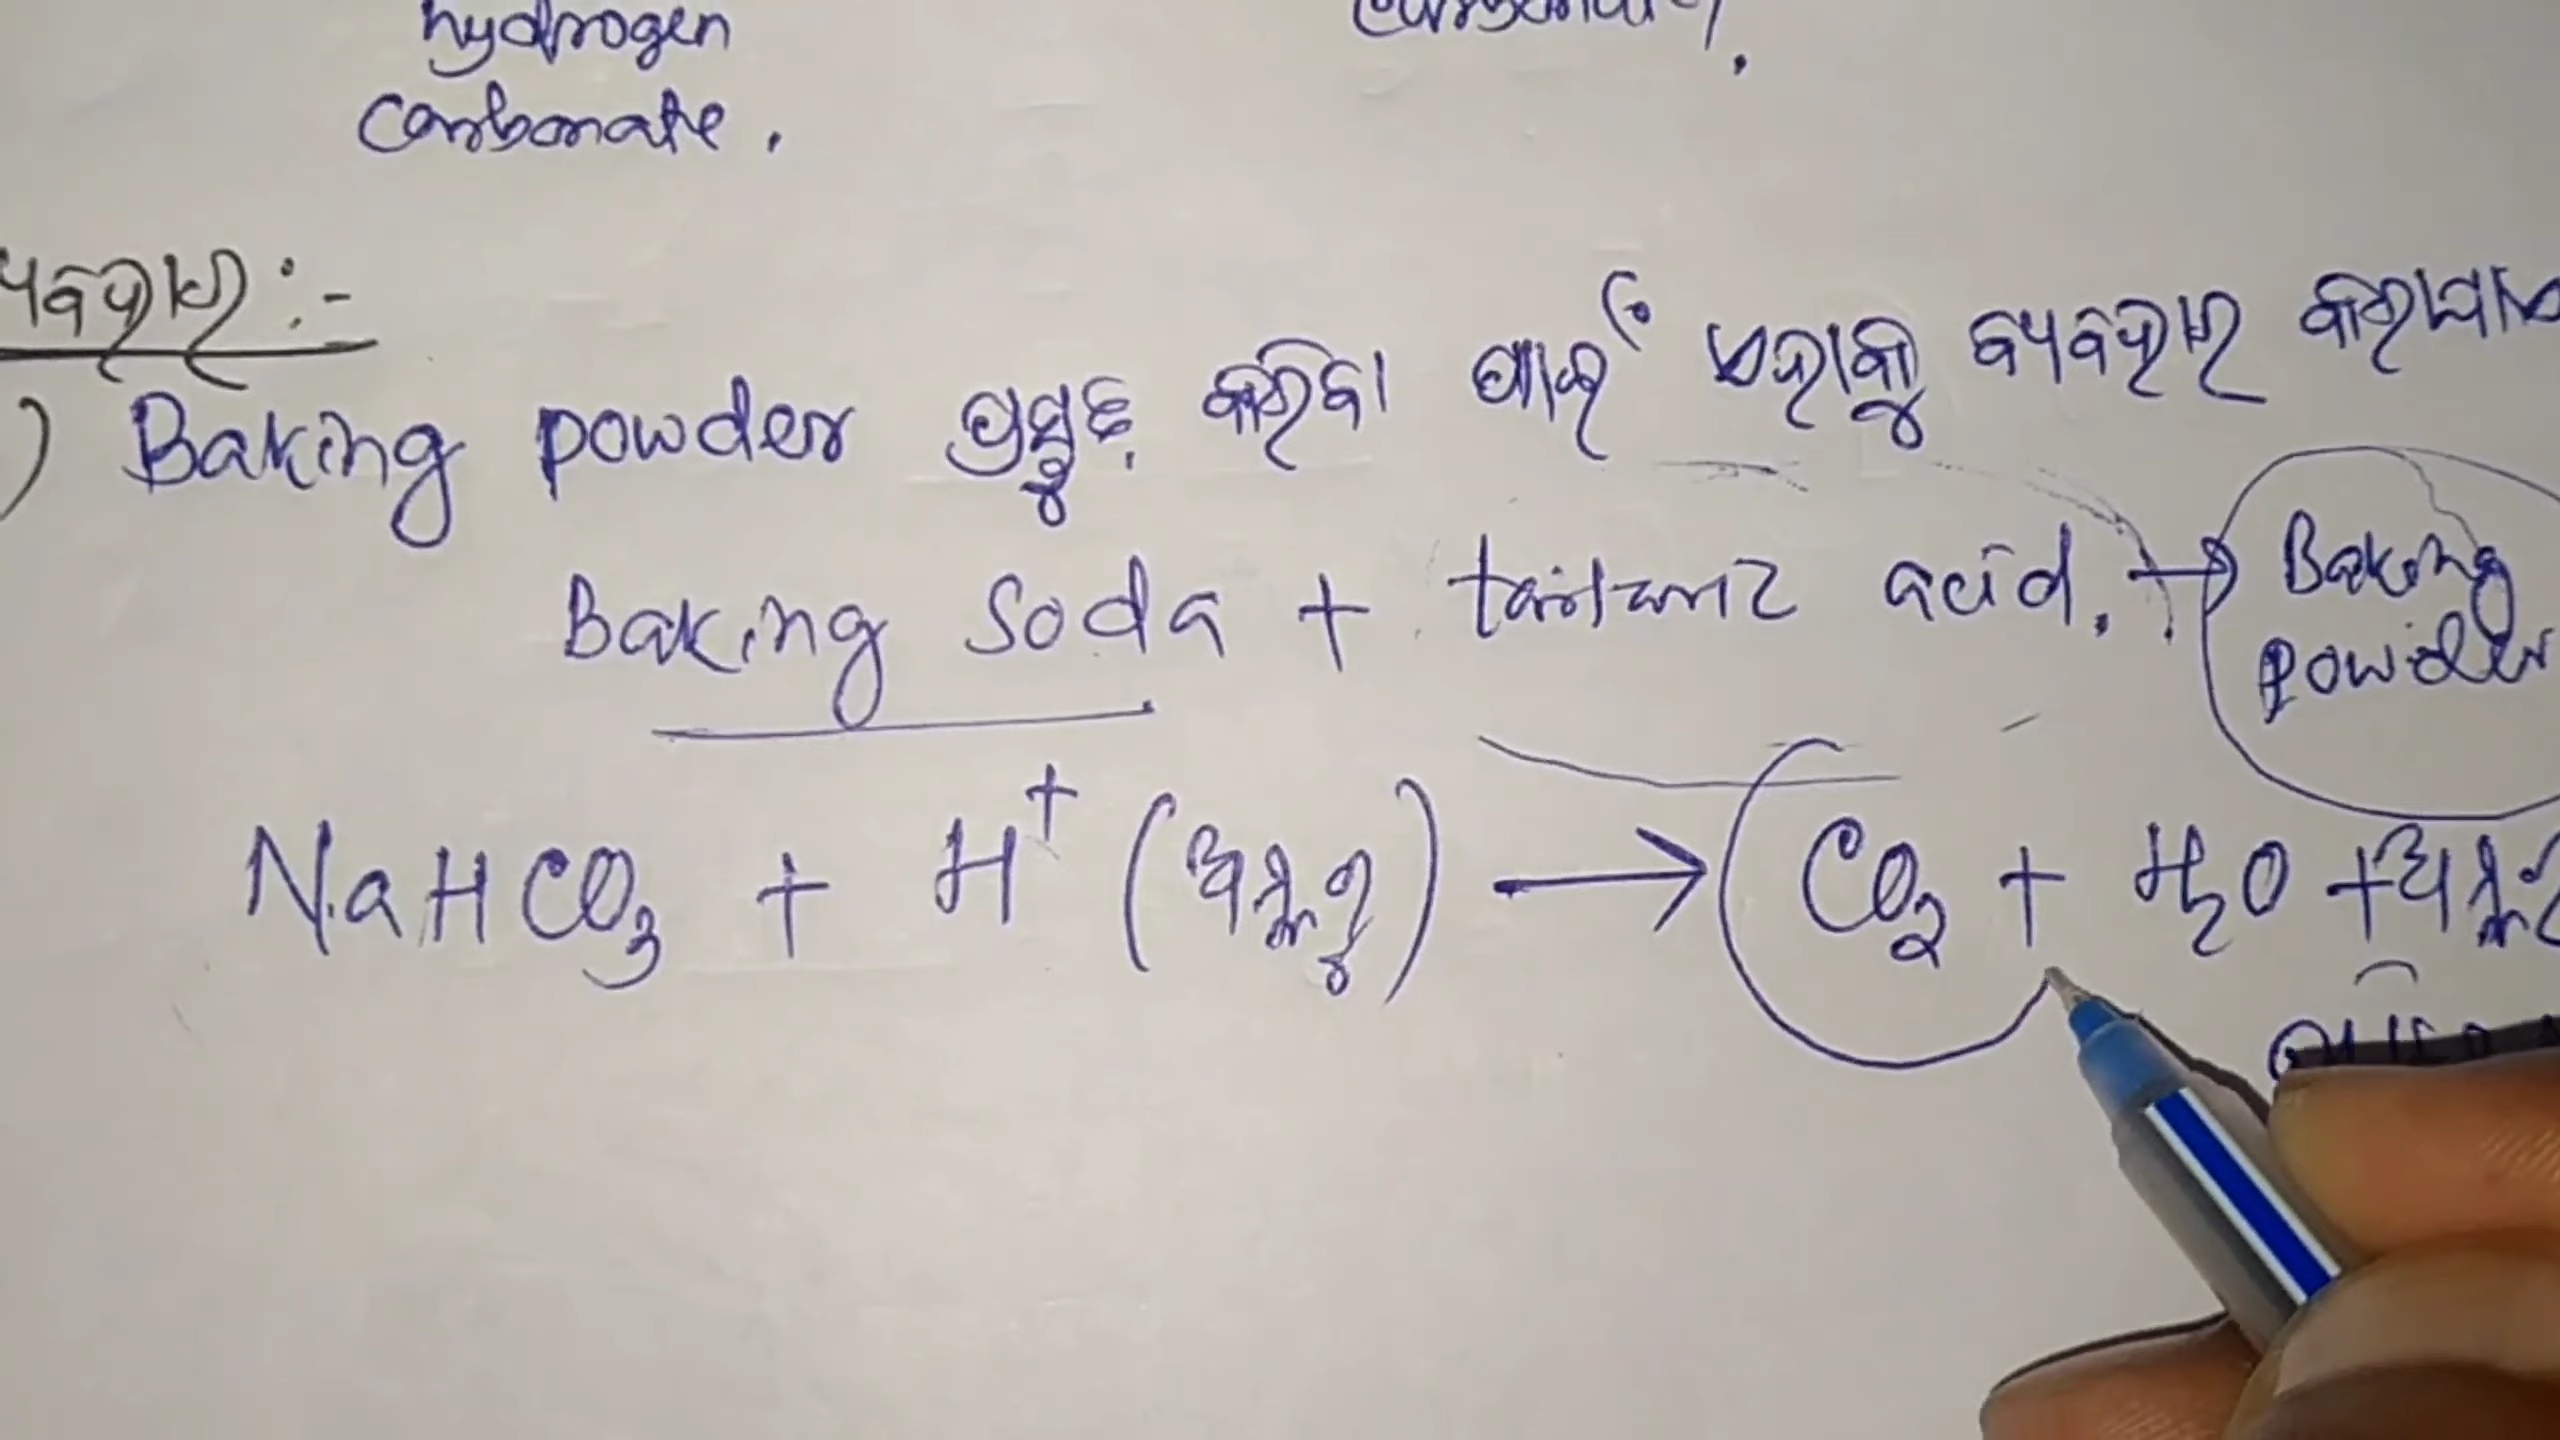 hydrogen
carbonate.
ବ୍ୟବହାର :-
) Baking powder ପ୍ରସ୍ତୁତ କରିବା ପାଇଁ ଏହାକୁ ବ୍ୟବହାର କରାଯାଏ
Baking soda + tartaric acid. → Baking powder
NaHCO₃ + H⁺ (ଅମ୍ଳରୁ) → CO₂ + H₂O +